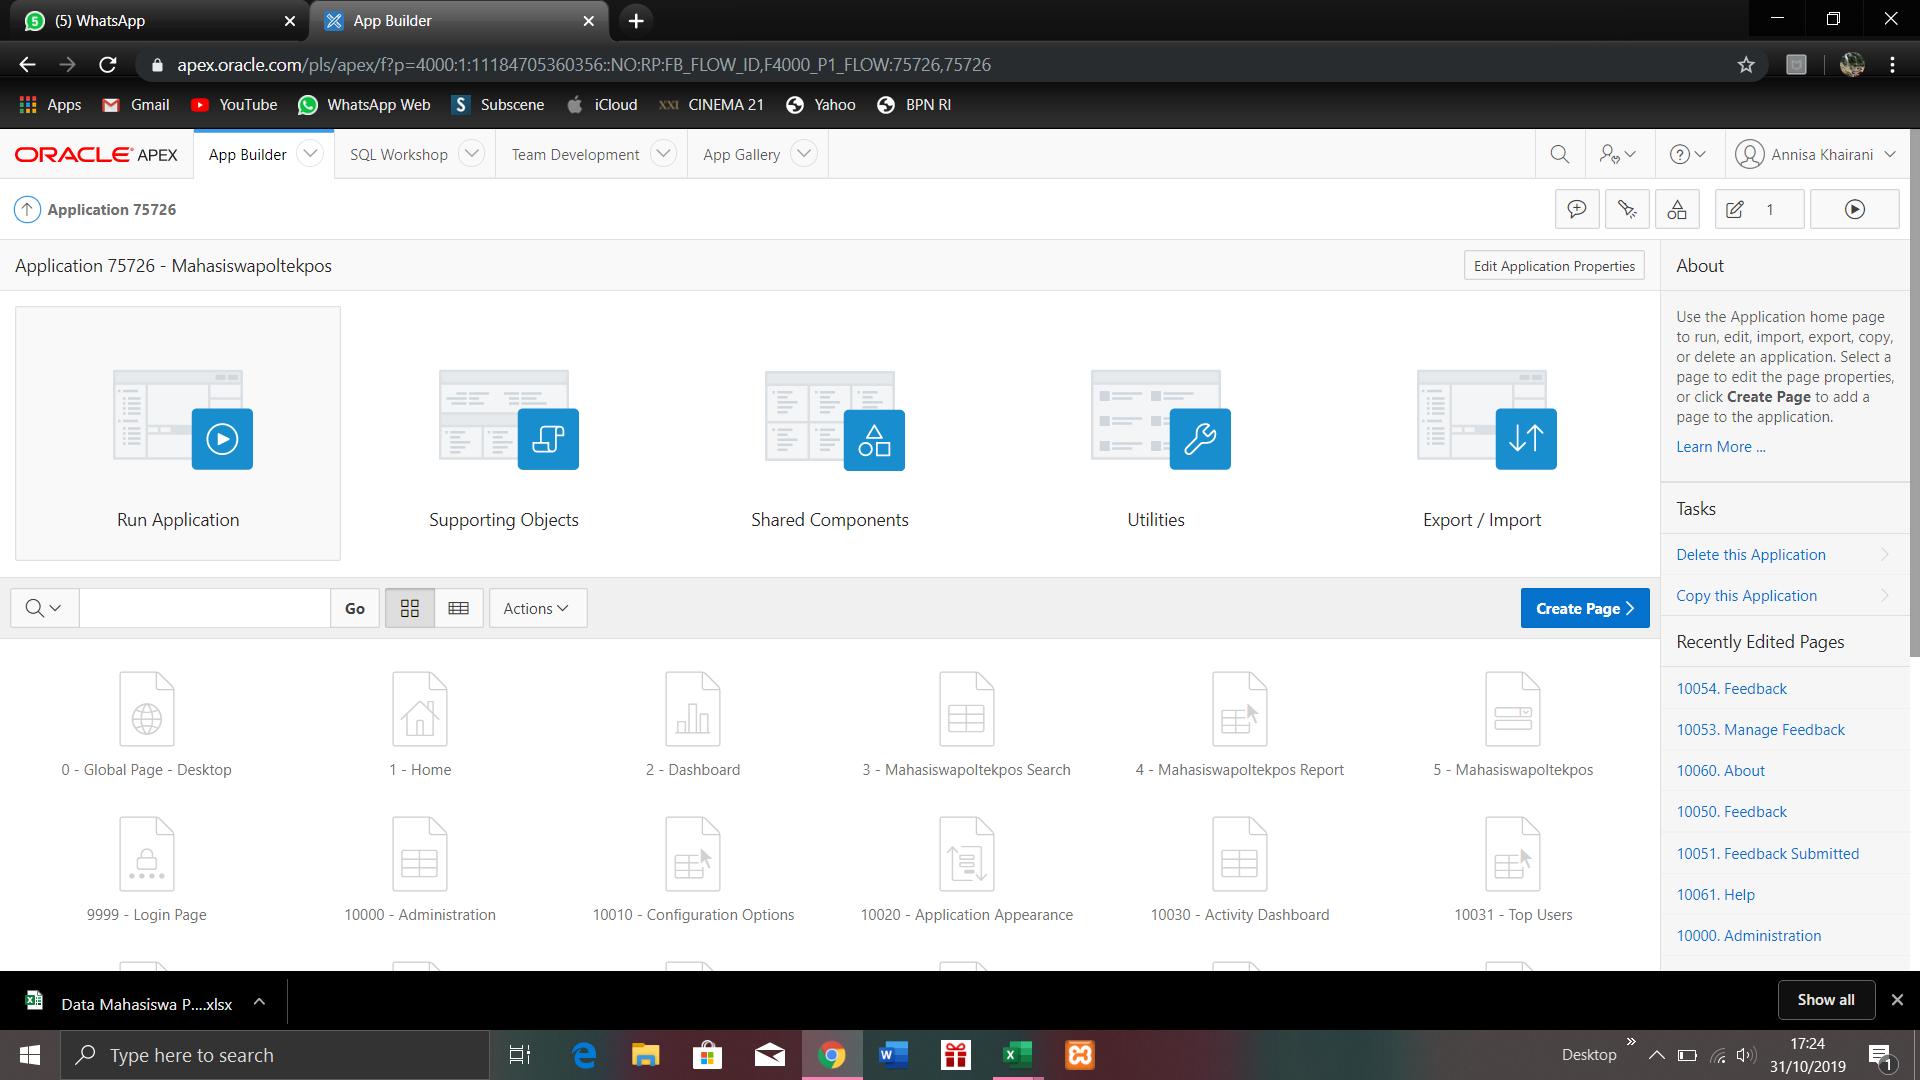 (5) WhatsApp
App Builder
apex.oracle.com/pls/apex/f?p=4000:1:11184705360356::NO:RP:FB_FLOW_ID,F4000_P1_FLOW:75726,75726
Apps Gmail YouTube WhatsApp Web S Subscene iCloud XXI CINEMA 21 Yahoo BPN RI
ORACLE APEX App Builder SQL Workshop Team Development App Gallery Annisa Khairani
Application 75726
1
Application 75726 - Mahasiswapoltekpos
Edit Application Properties
Run Application
Supporting Objects
Shared Components
Utilities
Export / Import
Go
Actions
Create Page
0 - Global Page - Desktop
1 - Home
2 - Dashboard
3 - Mahasiswapoltekpos Search
4 - Mahasiswapoltekpos Report
5 - Mahasiswapoltekpos
9999 - Login Page
10000 - Administration
10010 - Configuration Options
10020 - Application Appearance
10030 - Activity Dashboard
10031 - Top Users
About
Use the Application home page
to run, edit, import, export, copy,
or delete an application. Select a
page to edit the page properties,
or click Create Page to add a
page to the application.
Learn More ...
Tasks
Delete this Application
Copy this Application
Recently Edited Pages
10054. Feedback
10053. Manage Feedback
10060. About
10050. Feedback
10051. Feedback Submitted
10061. Help
10000. Administration
Data Mahasiswa P....xlsx
Show all
Type here to search
Desktop
17:24
31/10/2019
1